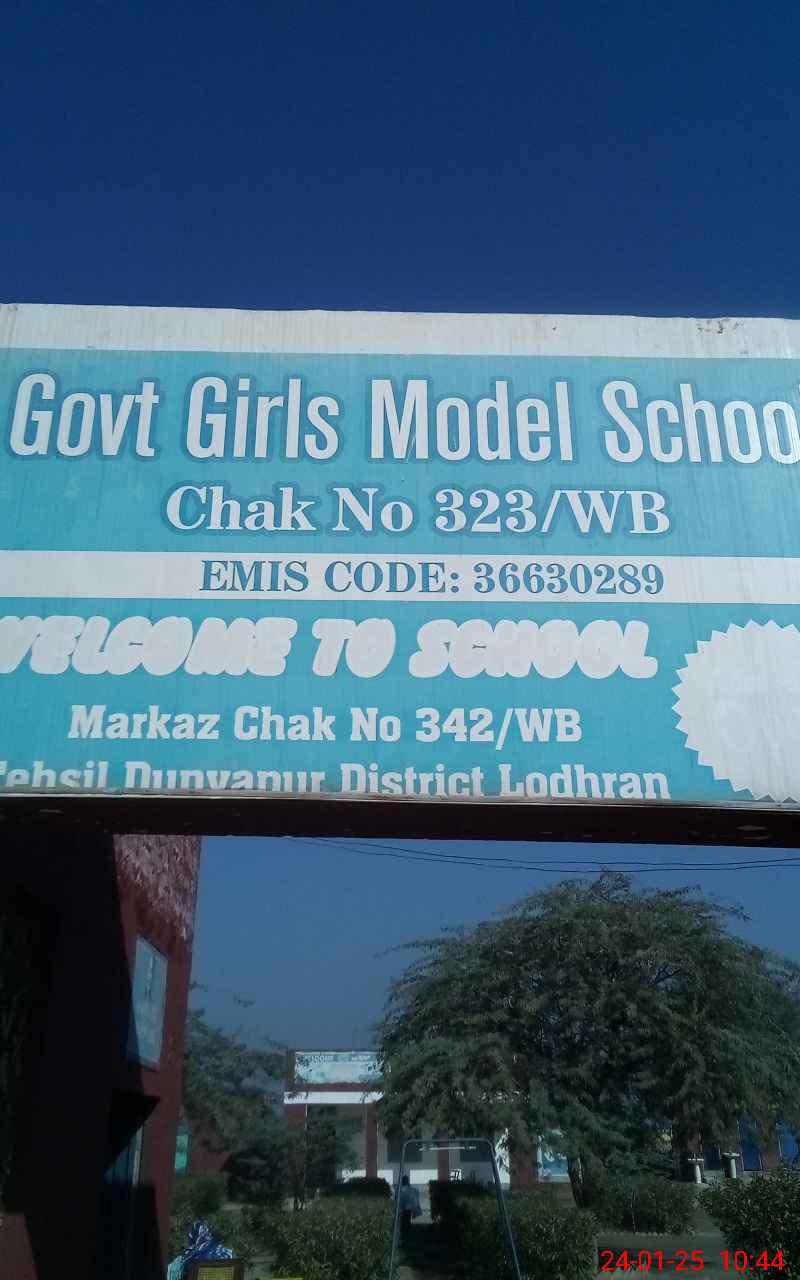 Govt Girls Model Schoo
Chak No 323/WB
EMIS CODE: 36630289
WELCOME TO SCHOOL
Markaz Chak No 342/WB
Tehsil Dunyapur District Lodhran
WELCOME
24-01-25 10:44